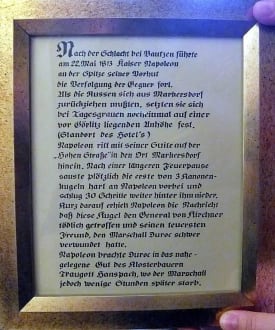 Nach der Schlacht bei Bautzen führte
am 22. Mai 1813 Kaiser Napoleon
an der Spitze seiner Vorhut
die Verfolgung der Gegner fort.
Als die Russen sich aus Markersdorf
zurückziehen mußten, setzten sie sich
bei Tagesgrauen nocheinmal auf einer
vor Görlitz liegenden Anhöhe fest.
(Standort des Hotel's)
Napoleon ritt mit seiner Suite auf der
„Hohen Straße" in den Ort Markersdorf
hinein. Nach einer längeren Feuerpause
sauste plötzlich die erste von 3 Kanonen-
kugeln hart an Napoleon vorbei und
schlug 30 Schritte weiter hinter ihm nieder.
Kurz darauf erhielt Napoleon die Nachricht
daß diese Kugel den General von Kirchner
tödlich getroffen und seinen teuersten
Freund, den Marschall Duroc schwer
verwundet hatte.
Napoleon brachte Duroc in das nahe-
gelegene Gut des Klosterbauern
Traugott Hanspach, wo der Marschall
jedoch wenige Stunden später starb.